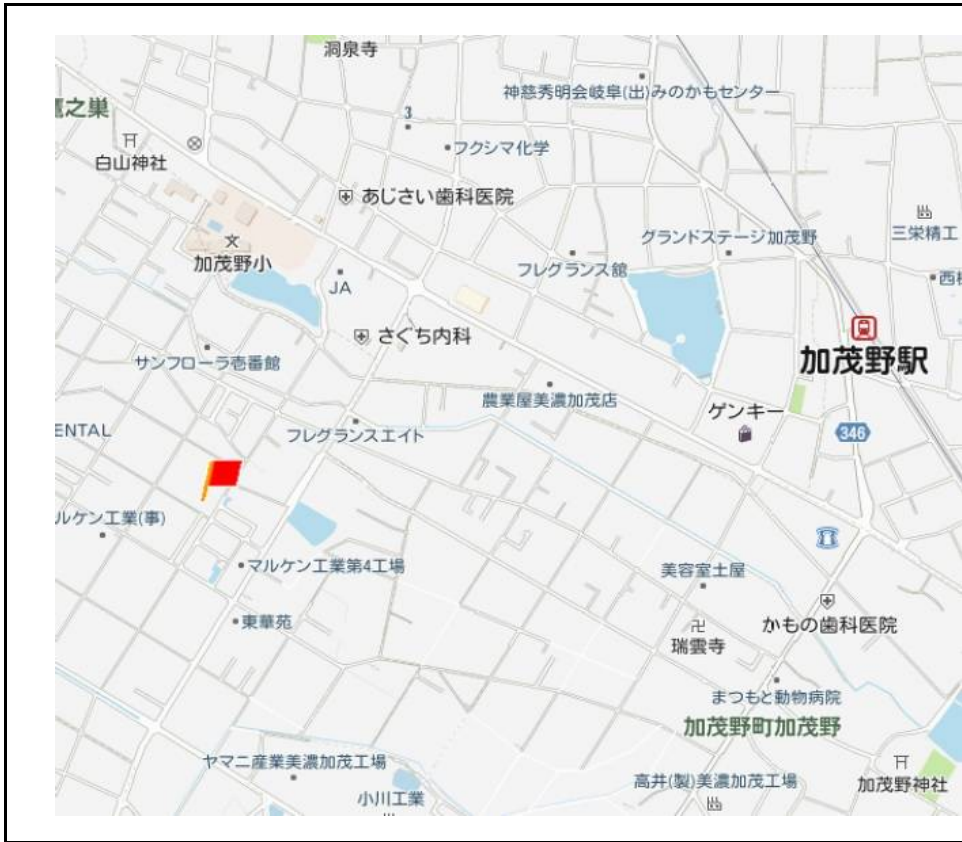 洞泉寺
神慈秀明会岐阜(出)みのかもセンター
鷹之巣
3
フクシマ化学
白山神社
あじさい歯科医院
三栄精工
グランドステージ加茂野
加茂野小
フレグランス館
JA
西
さぐち内科
加茂野駅
サンフローラ壱番館
農業屋美濃加茂店
ゲンキー
ENTAL
フレグランスエイト
346
ルケン工業(事)
マルケン工業第4工場
美容室土屋
東華苑
かもの歯科医院
瑞雲寺
まつもと動物病院
加茂野町加茂野
ヤマニ産業美濃加茂工場
高井(製)美濃加茂工場
加茂野神社
小川工業